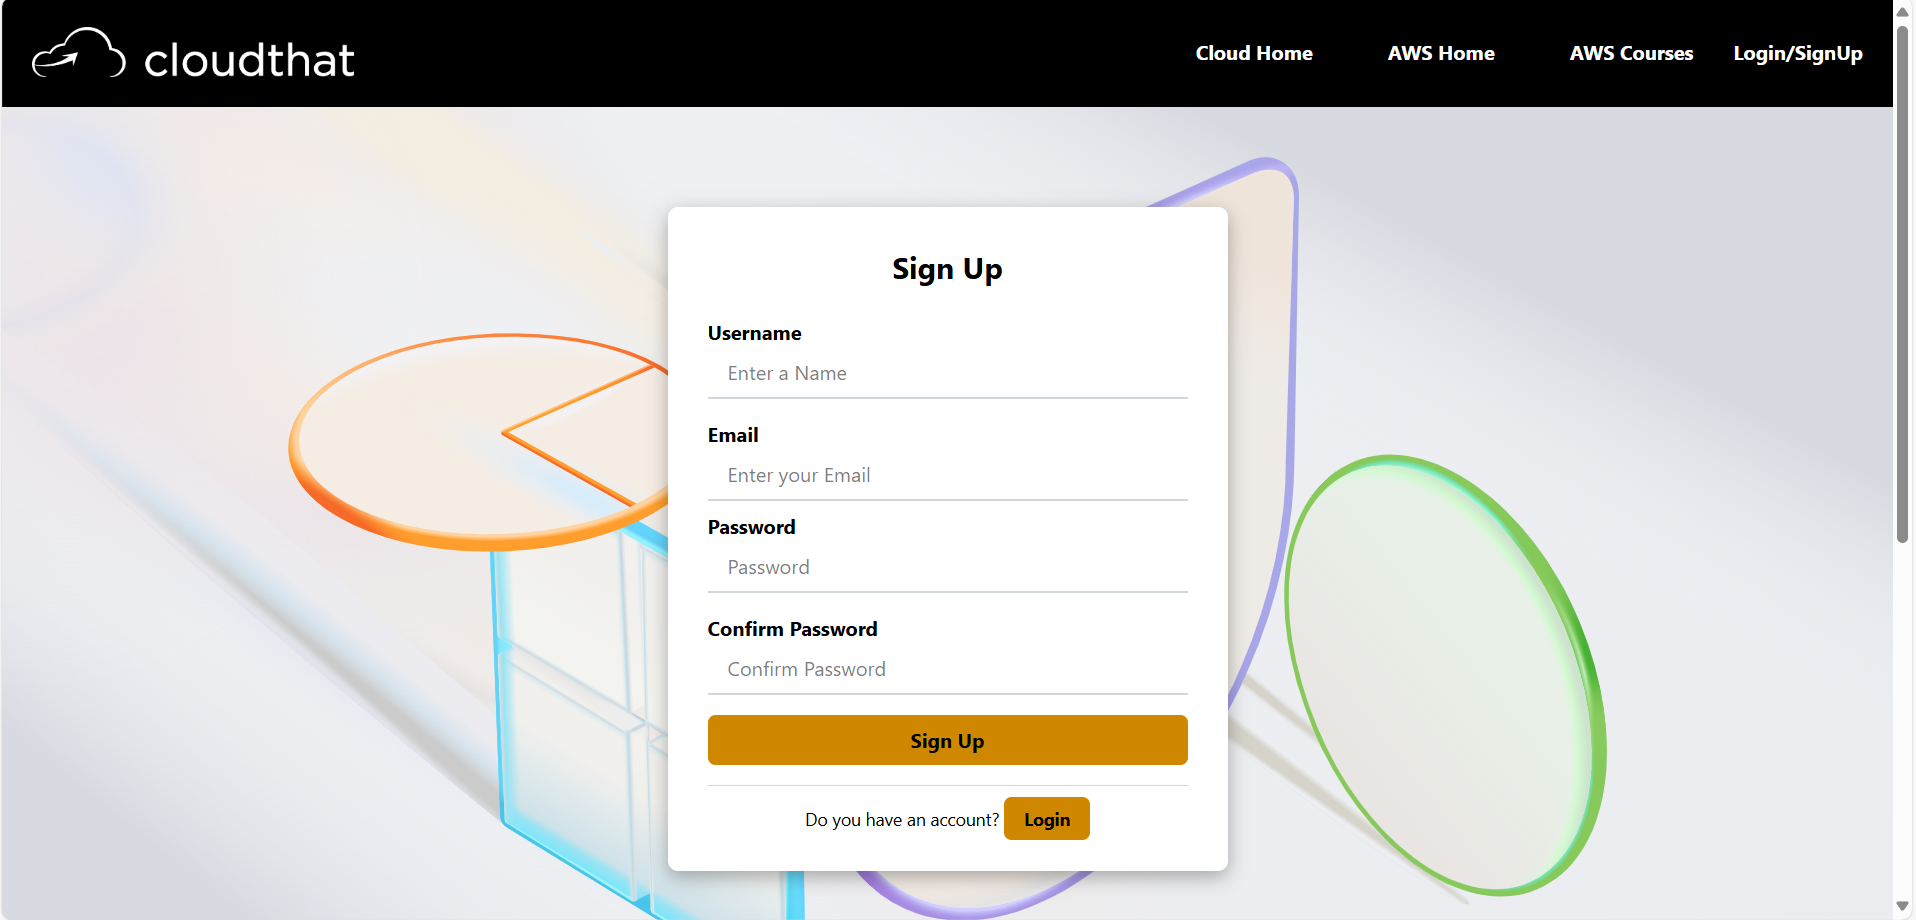 cloudthat
Cloud Home AWS Home AWS Courses Login/SignUp
Sign Up
Username
Enter a Name
Email
Enter your Email
Password
Password
Confirm Password
Confirm Password
Sign Up
Do you have an account? Login